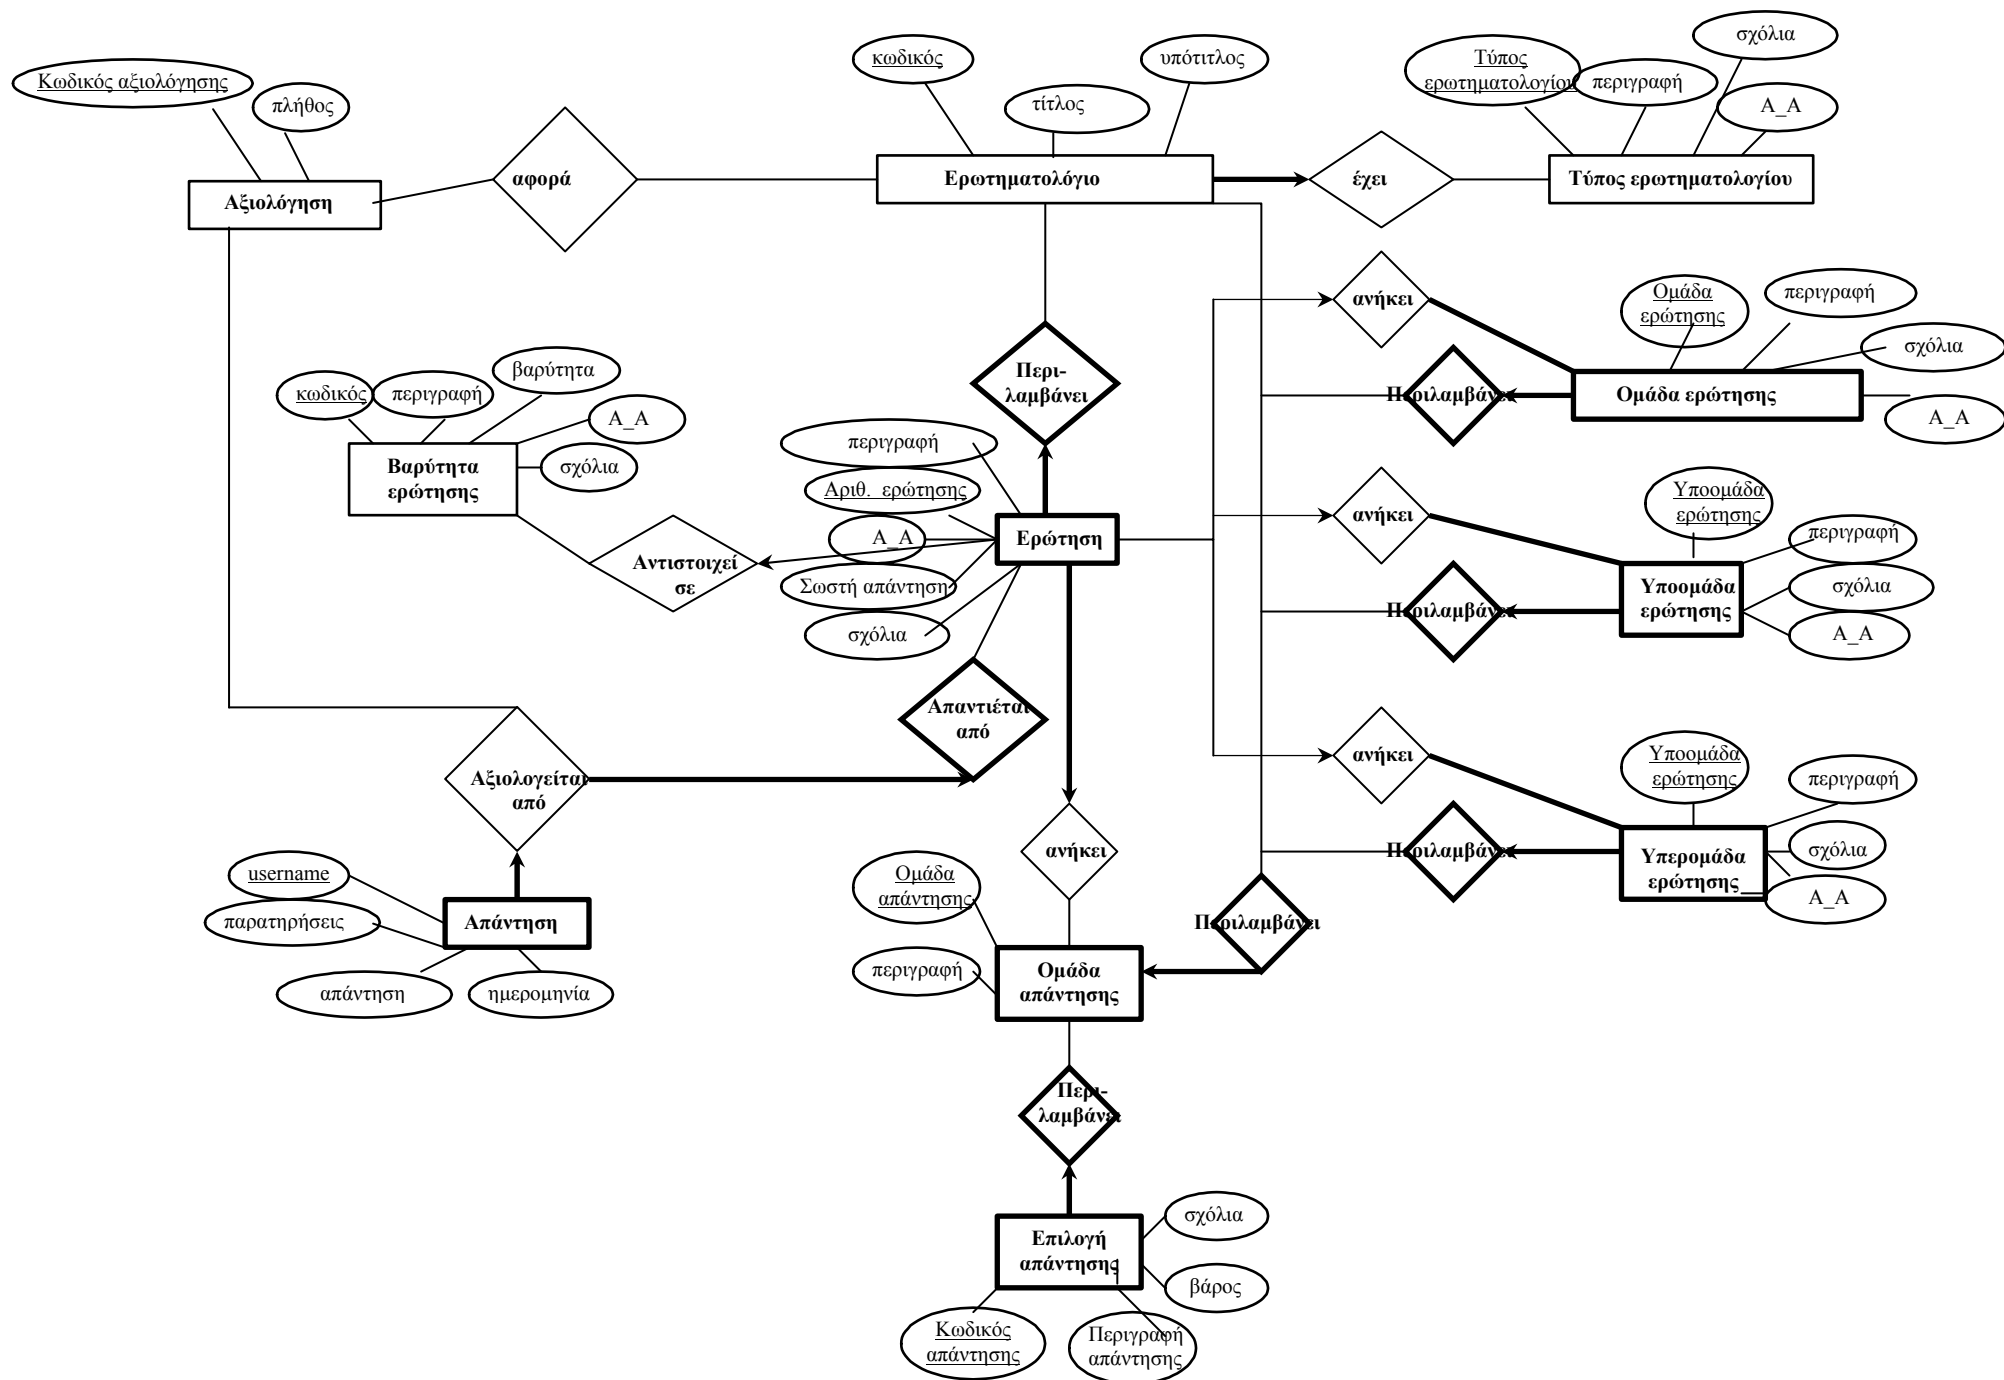 σχόλια
κωδικός
υπότιτλος
Τύπος
ερωτηματολογίου
περιγραφή
Κωδικός αξιολόγησης
πλήθος
τίτλος
Α_Α
αφορά
Ερωτηματολόγιο
έχει
Τύπος ερωτηματολογίου
Αξιολόγηση
ανήκει
Ομάδα
ερώτησης
περιγραφή
σχόλια
Περι-
λαμβάνει
Περιλαμβάνει
Ομάδα ερώτησης
Α_Α
κωδικός
περιγραφή
βαρύτητα
Α_Α
σχόλια
Βαρύτητα
ερώτησης
περιγραφή
Αριθ. ερώτησης
Α_Α
Σωστή απάντηση
σχόλια
Ερώτηση
Αντιστοιχεί
σε
ανήκει
Υποομάδα
ερώτησης
περιγραφή
σχόλια
Α_Α
Περιλαμβάνει
Υποομάδα
ερώτησης
Απαντιέται
από
Αξιολογείται
από
ανήκει
Υποομάδα
ερώτησης
περιγραφή
σχόλια
Α_Α
Περιλαμβάνει
Υπερομάδα
ερώτησης
ανήκει
username
παρατηρήσεις
Απάντηση
απάντηση
ημερομηνία
Ομάδα
απάντησης
περιγραφή
Περιλαμβάνει
Ομάδα
απάντησης
Περι-
λαμβάνει
Επιλογή
απάντησης
σχόλια
βάρος
Κωδικός
απάντησης
Περιγραφή
απάντησης